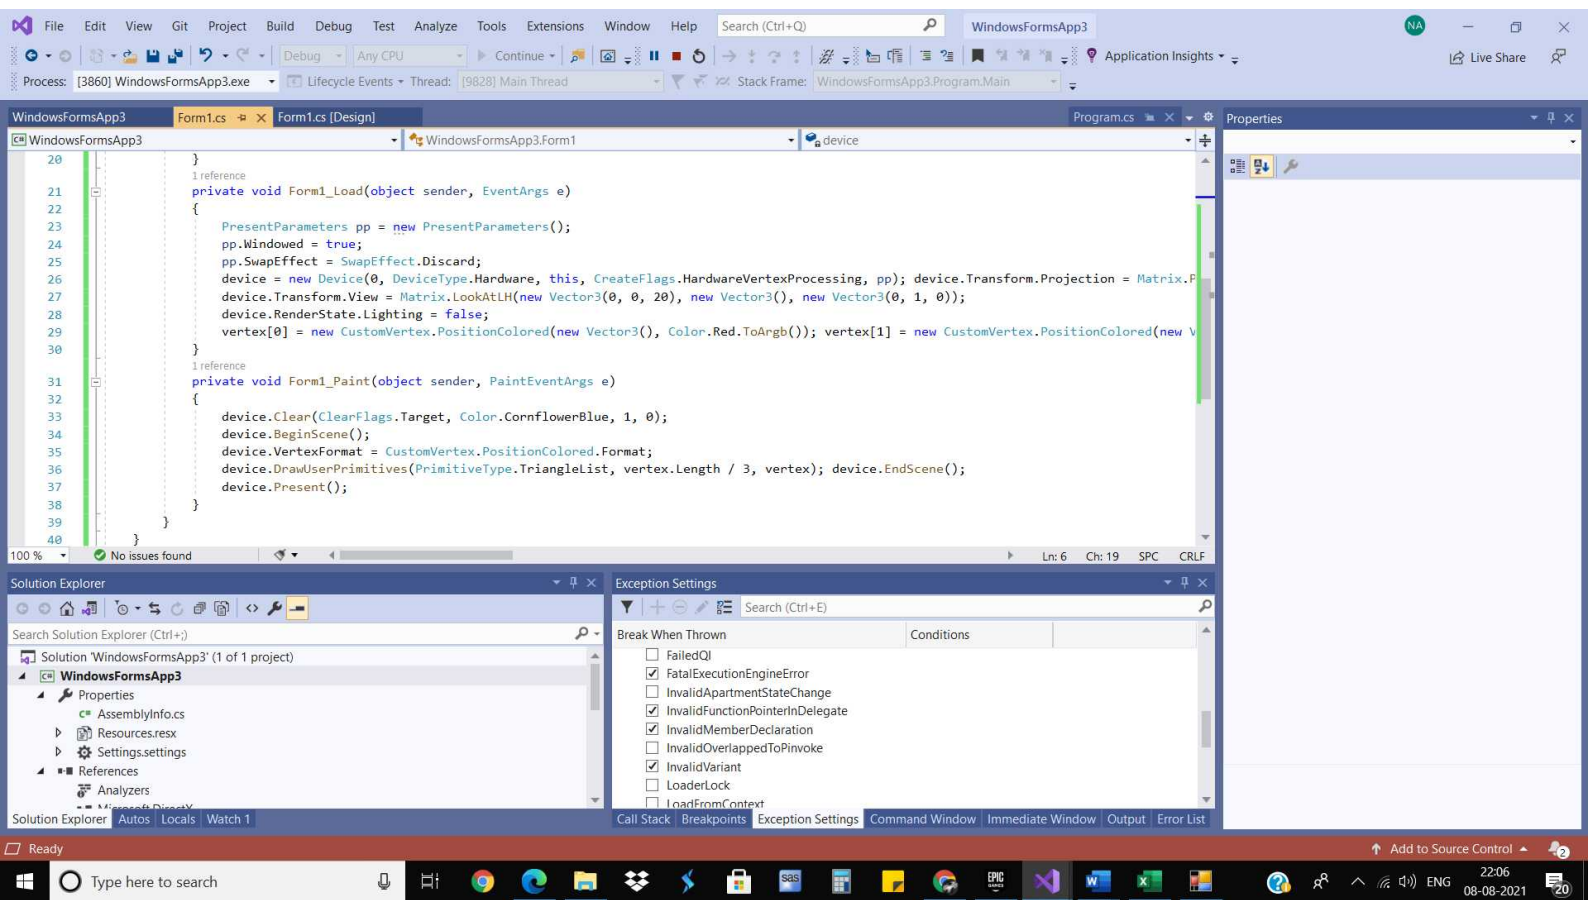 File Edit View Git Project Build Debug Test Analyze Tools Extensions Window Help Search (Ctrl+Q) WindowsFormsApp3 NA
Debug Any CPU Continue Application Insights Live Share
Process: [3860] WindowsFormsApp3.exe Lifecycle Events Thread: [9828] Main Thread Stack Frame: WindowsFormsApp3.Program.Main
WindowsFormsApp3 Form1.cs Form1.cs [Design] Program.cs
C# WindowsFormsApp3 WindowsFormsApp3.Form1 device
20 }
1 reference
21 private void Form1_Load(object sender, EventArgs e)
22 {
23 PresentParameters pp = new PresentParameters();
24 pp.Windowed = true;
25 pp.SwapEffect = SwapEffect.Discard;
26 device = new Device(0, DeviceType.Hardware, this, CreateFlags.HardwareVertexProcessing, pp); device.Transform.Projection = Matrix.P
27 device.Transform.View = Matrix.LookAtLH(new Vector3(0, 0, 20), new Vector3(), new Vector3(0, 1, 0));
28 device.RenderState.Lighting = false;
29 vertex[0] = new CustomVertex.PositionColored(new Vector3(), Color.Red.ToArgb()); vertex[1] = new CustomVertex.PositionColored(new V
30 }
1 reference
31 private void Form1_Paint(object sender, PaintEventArgs e)
32 {
33 device.Clear(ClearFlags.Target, Color.CornflowerBlue, 1, 0);
34 device.BeginScene();
35 device.VertexFormat = CustomVertex.PositionColored.Format;
36 device.DrawUserPrimitives(PrimitiveType.TriangleList, vertex.Length / 3, vertex); device.EndScene();
37 device.Present();
38 }
39 }
40 }
100 % No issues found Ln: 6 Ch: 19 SPC CRLF
Properties
Solution Explorer
Search Solution Explorer (Ctrl+;)
Solution 'WindowsFormsApp3' (1 of 1 project)
C# WindowsFormsApp3
Properties
C# AssemblyInfo.cs
Resources.resx
Settings.settings
References
Analyzers
Microsoft.DirectX
Solution Explorer Autos Locals Watch 1
Exception Settings
Search (Ctrl+E)
Break When Thrown Conditions
FailedQI
FatalExecutionEngineError
InvalidApartmentStateChange
InvalidFunctionPointerInDelegate
InvalidMemberDeclaration
InvalidOverlappedToPinvoke
InvalidVariant
LoaderLock
LoadFromContext
Call Stack Breakpoints Exception Settings Command Window Immediate Window Output Error List
Ready Add to Source Control 2
Type here to search sas EPIC GAMES W X ENG 22:06
08-08-2021 20